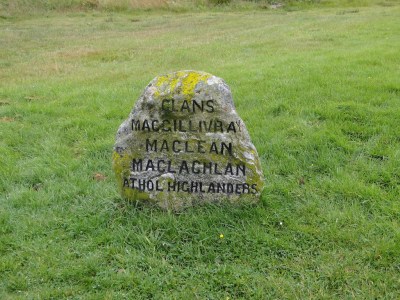 CLANS
MACGILLIVRAY
MACLEAN
MACLACHLAN
ATHOL HIGHLANDERS